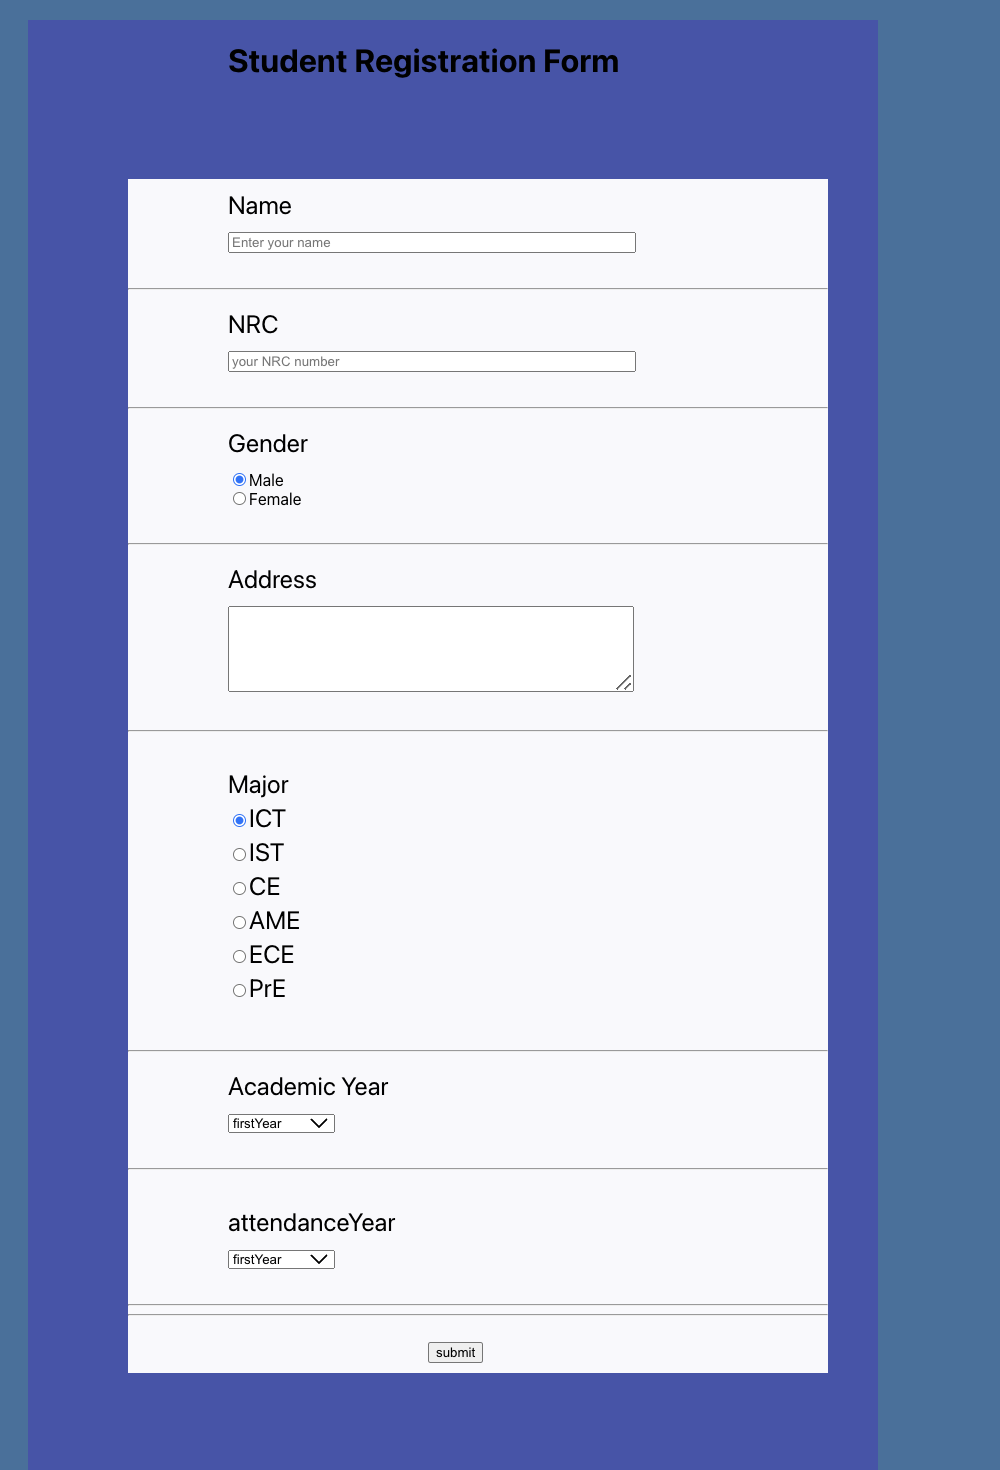 Student Registration Form
Name
Enter your name
NRC
your NRC number
Gender
Male
Female
Address
Major
ICT
IST
CE
AME
ECE
PrE
Academic Year
firstYear
attendanceYear
firstYear
submit